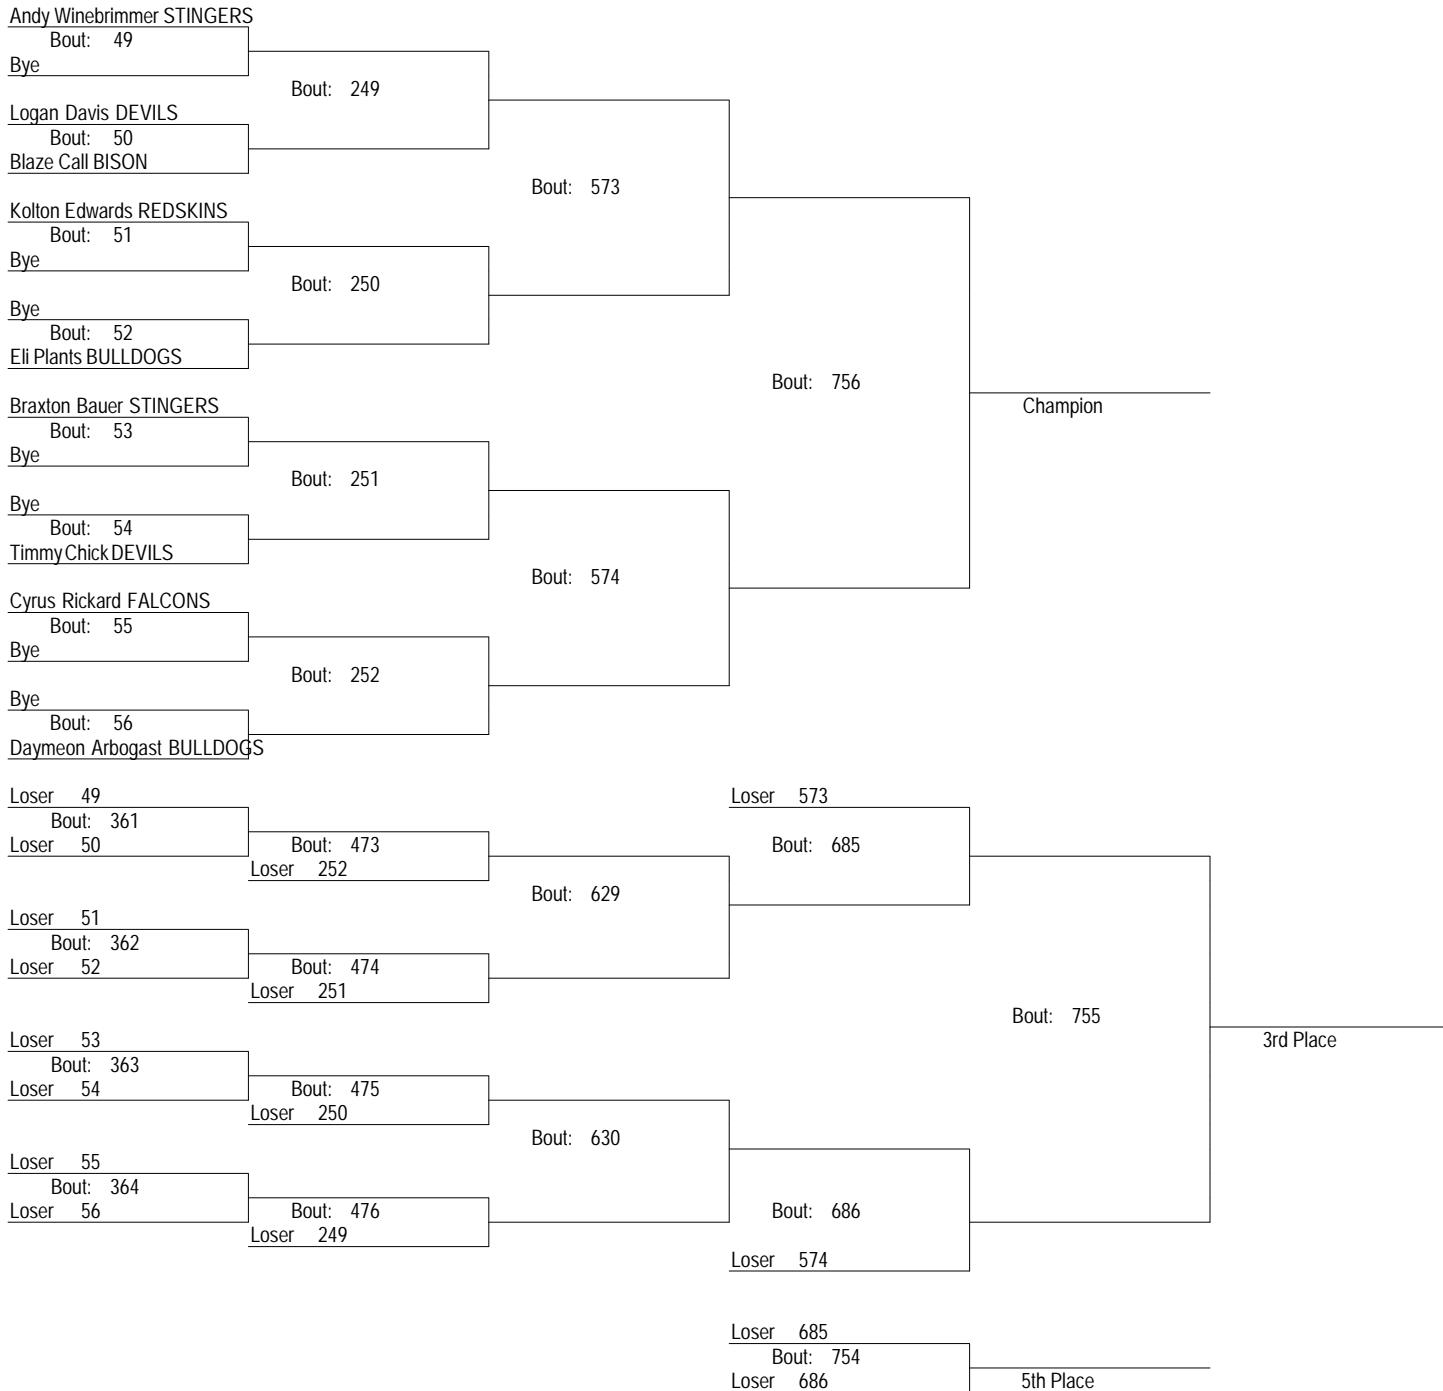 Andy Winebrimmer STINGERS
Bout: 49
Bye
Bout: 249
Logan Davis DEVILS
Bout: 50
Blaze Call BISON
Bout: 573
Kolton Edwards REDSKINS
Bout: 51
Bye
Bout: 250
Bye
Bout: 52
Eli Plants BULLDOGS
Bout: 756
Champion
Braxton Bauer STINGERS
Bout: 53
Bye
Bout: 251
Bye
Bout: 54
Timmy Chick DEVILS
Bout: 574
Cyrus Rickard FALCONS
Bout: 55
Bye
Bout: 252
Bye
Bout: 56
Daymeon Arbogast BULLDOGS
Loser 49
Bout: 361
Loser 50
Bout: 473
Loser 252
Loser 573
Bout: 685
Bout: 629
Loser 51
Bout: 362
Loser 52
Bout: 474
Loser 251
Bout: 755
3rd Place
Loser 53
Bout: 363
Loser 54
Bout: 475
Loser 250
Bout: 630
Loser 55
Bout: 364
Loser 56
Bout: 476
Loser 249
Bout: 686
Loser 574
Loser 685
Bout: 754
Loser 686
5th Place